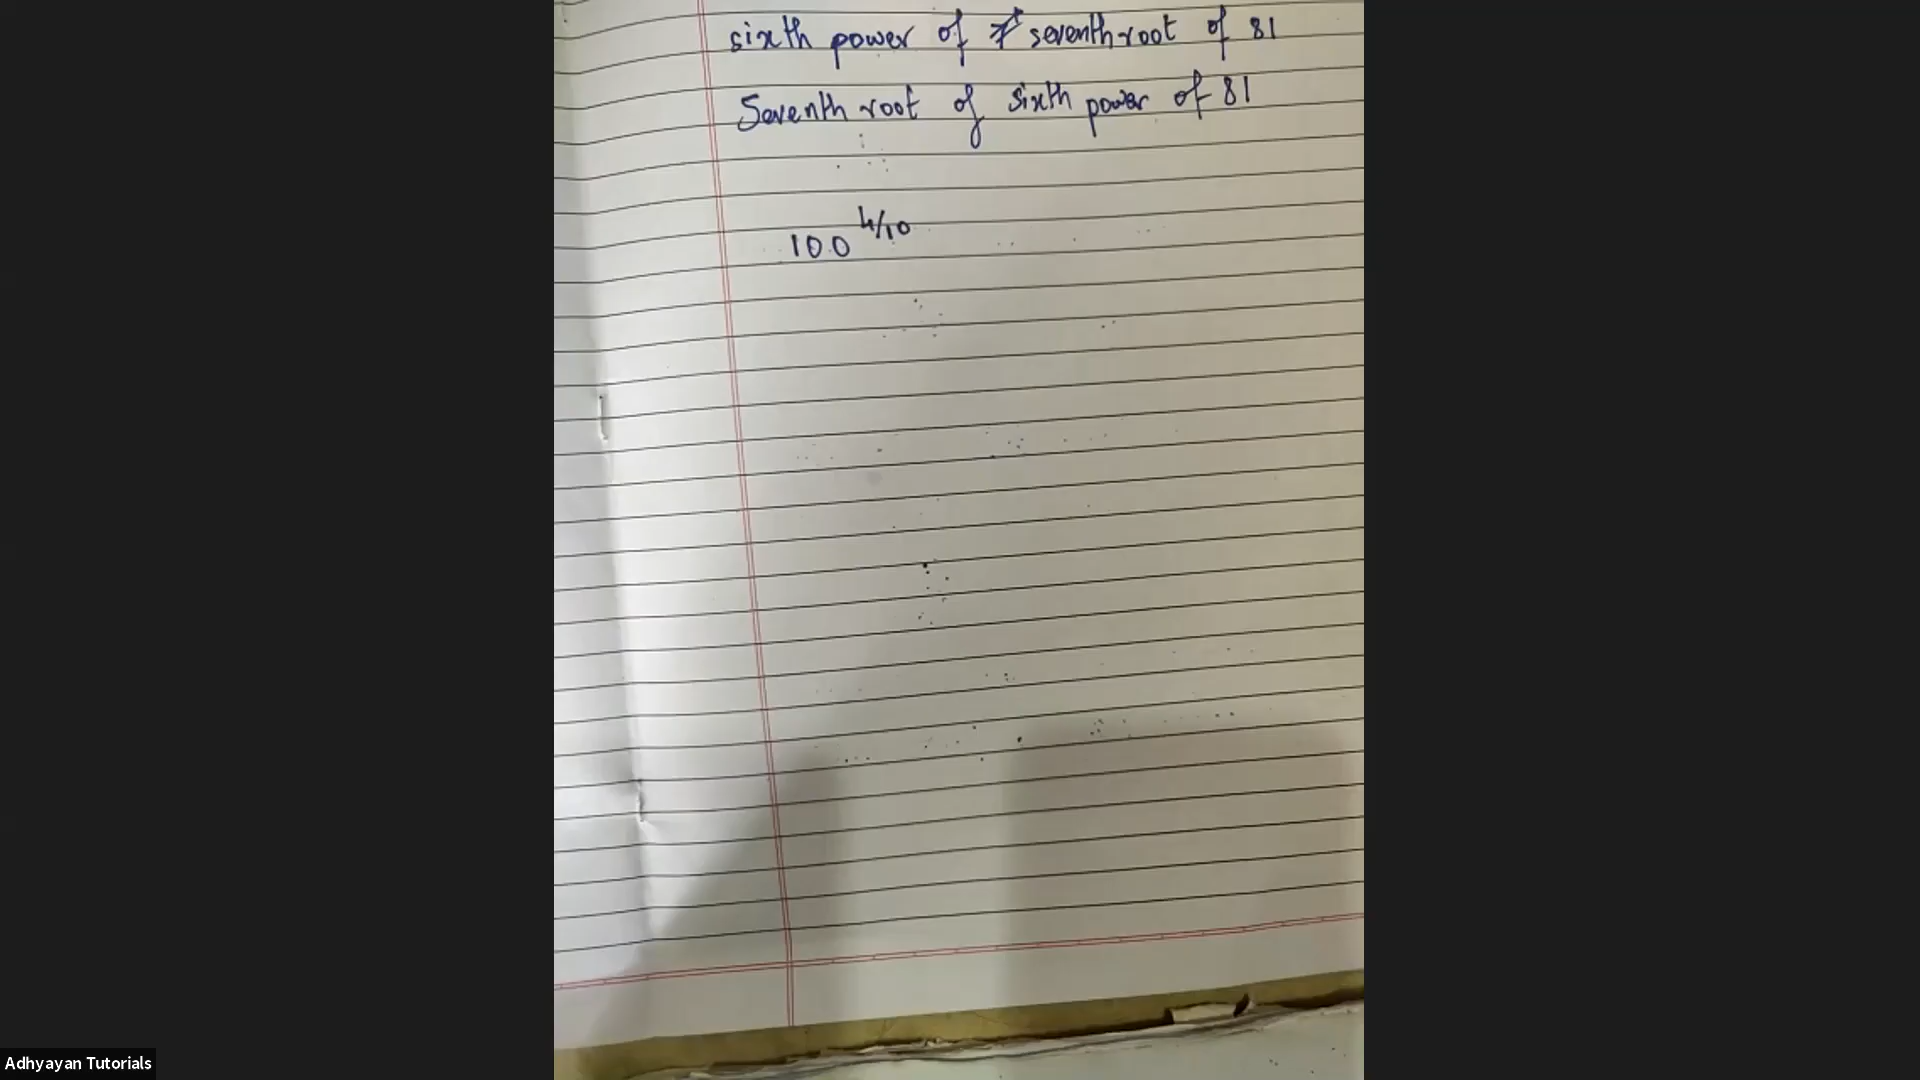 sixth power of seventh root of 81
Seventh root of sixth power of 81
100^4/10
Adhyayan Tutorials